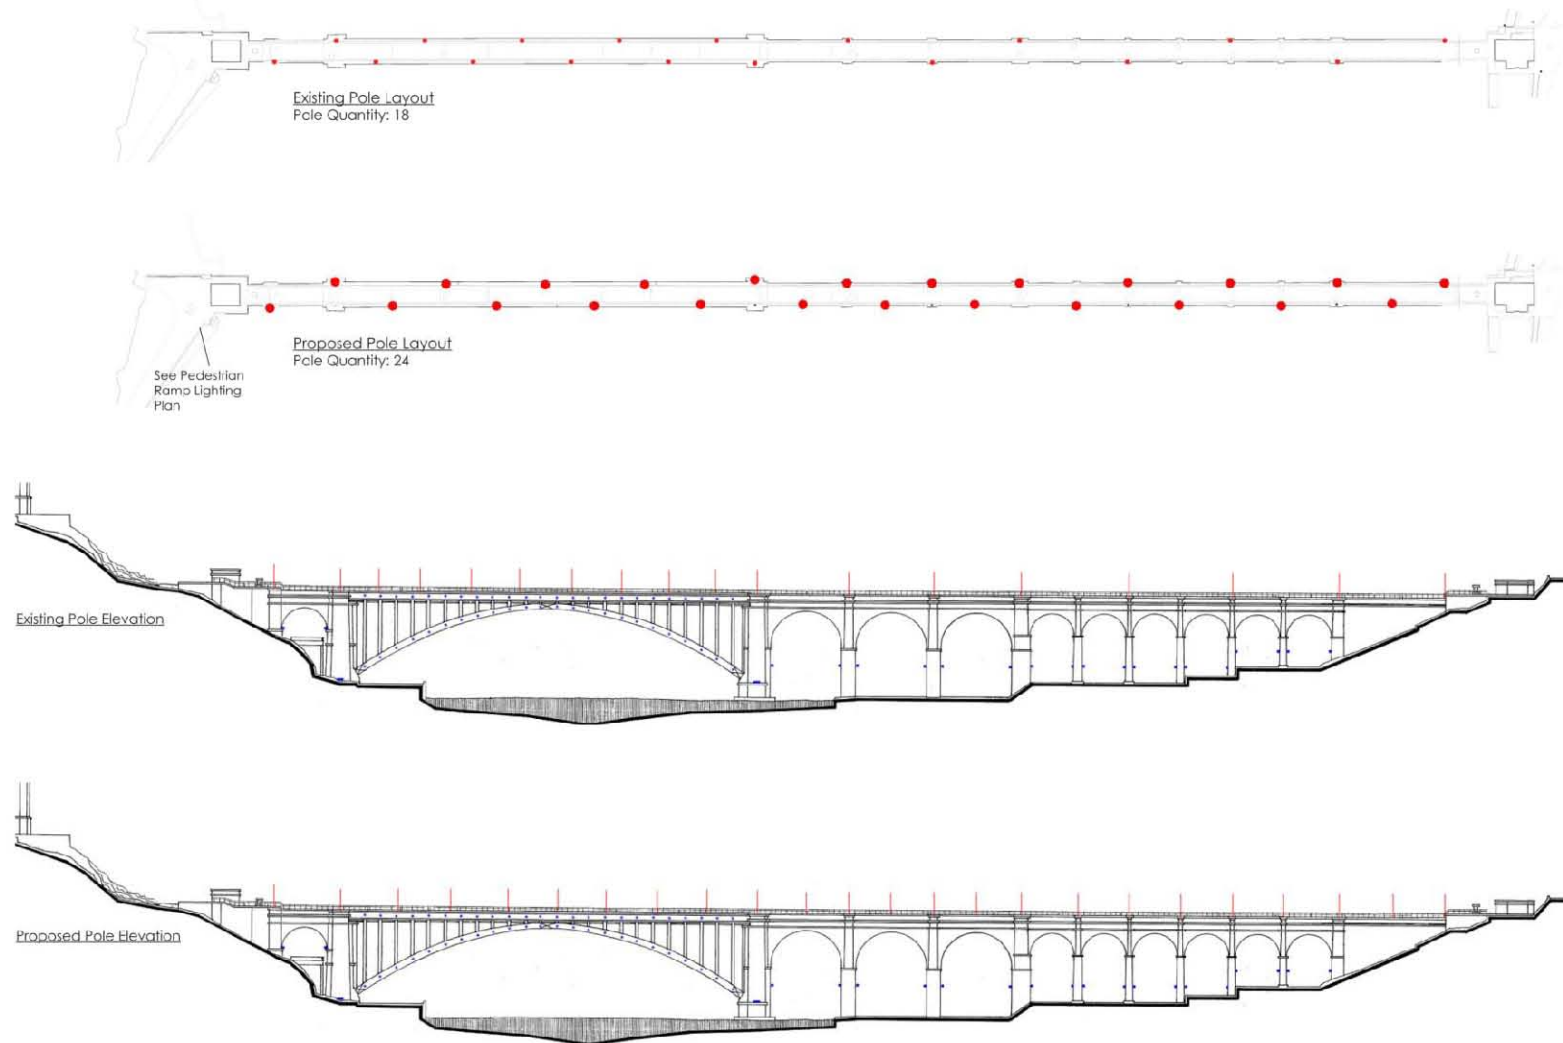 Existing Pole Layout
Pole Quantity: 18
Proposed Pole Layout
Pole Quantity: 24
See Pedestrian
Ramp Lighting
Plan
Existing Pole Elevation
Proposed Pole Elevation